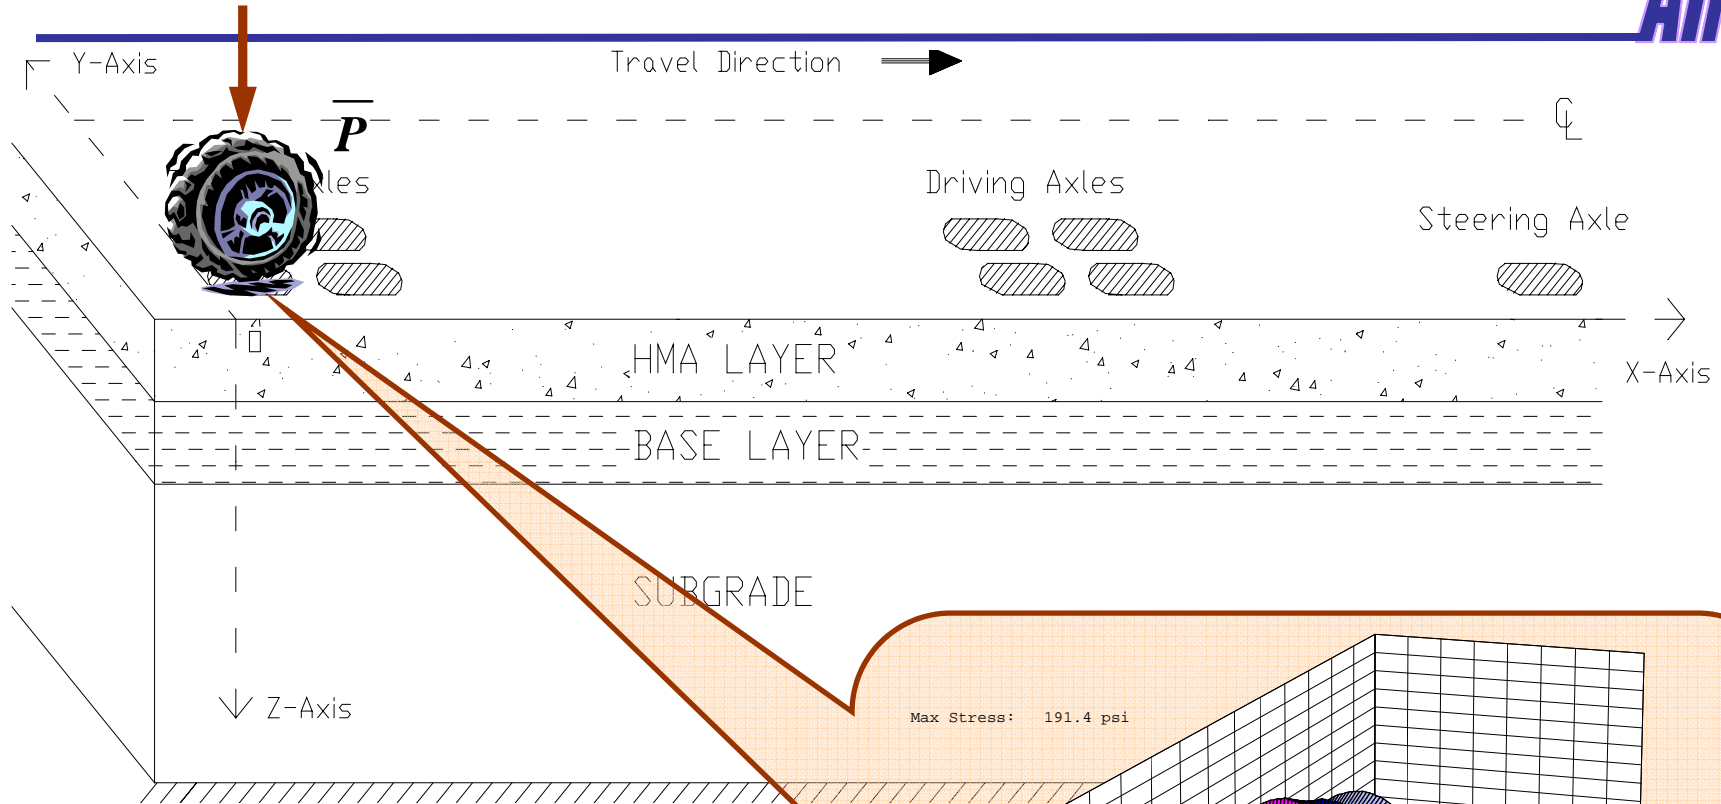 Y-Axis
Travel Direction
P
℄
xles
Driving Axles
Steering Axle
HMA LAYER
X-Axis
BASE LAYER
SUBGRADE
Z-Axis
Max Stress: 191.4 psi